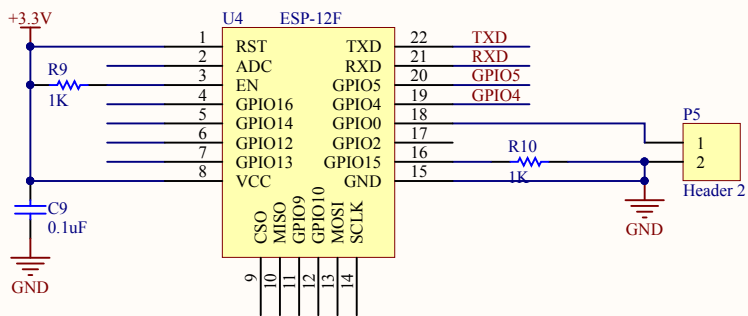 U4 ESP-12F
+3.3V
1 RST TXD 22 TXD
2 ADC RXD 21 RXD
R9 3 EN GPIO5 20 GPIO5
1K 4 GPIO16 GPIO4 19 GPIO4
5 GPIO14 GPIO0 18 P5
6 GPIO12 GPIO2 17 1
7 GPIO13 GPIO15 16 R10 2
8 VCC GND 15 1K
Header 2
C9
0.1uF
GND
GND
CSO MISO GPIO9 GPIO10 MOSI SCLK
9 10 11 12 13 14